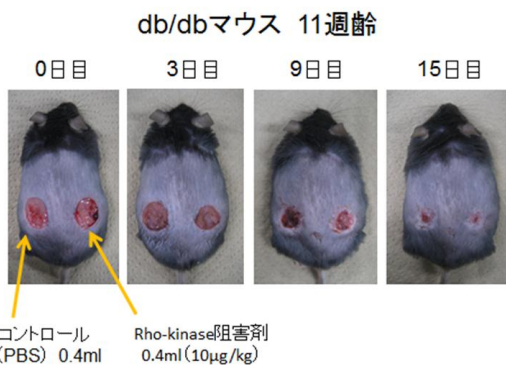 db/dbマウス 11週齢
0日目
3日目
9日目
15日目
コントロール
(PBS) 0.4ml
Rho-kinase阻害剤
0.4ml(10μg/kg)